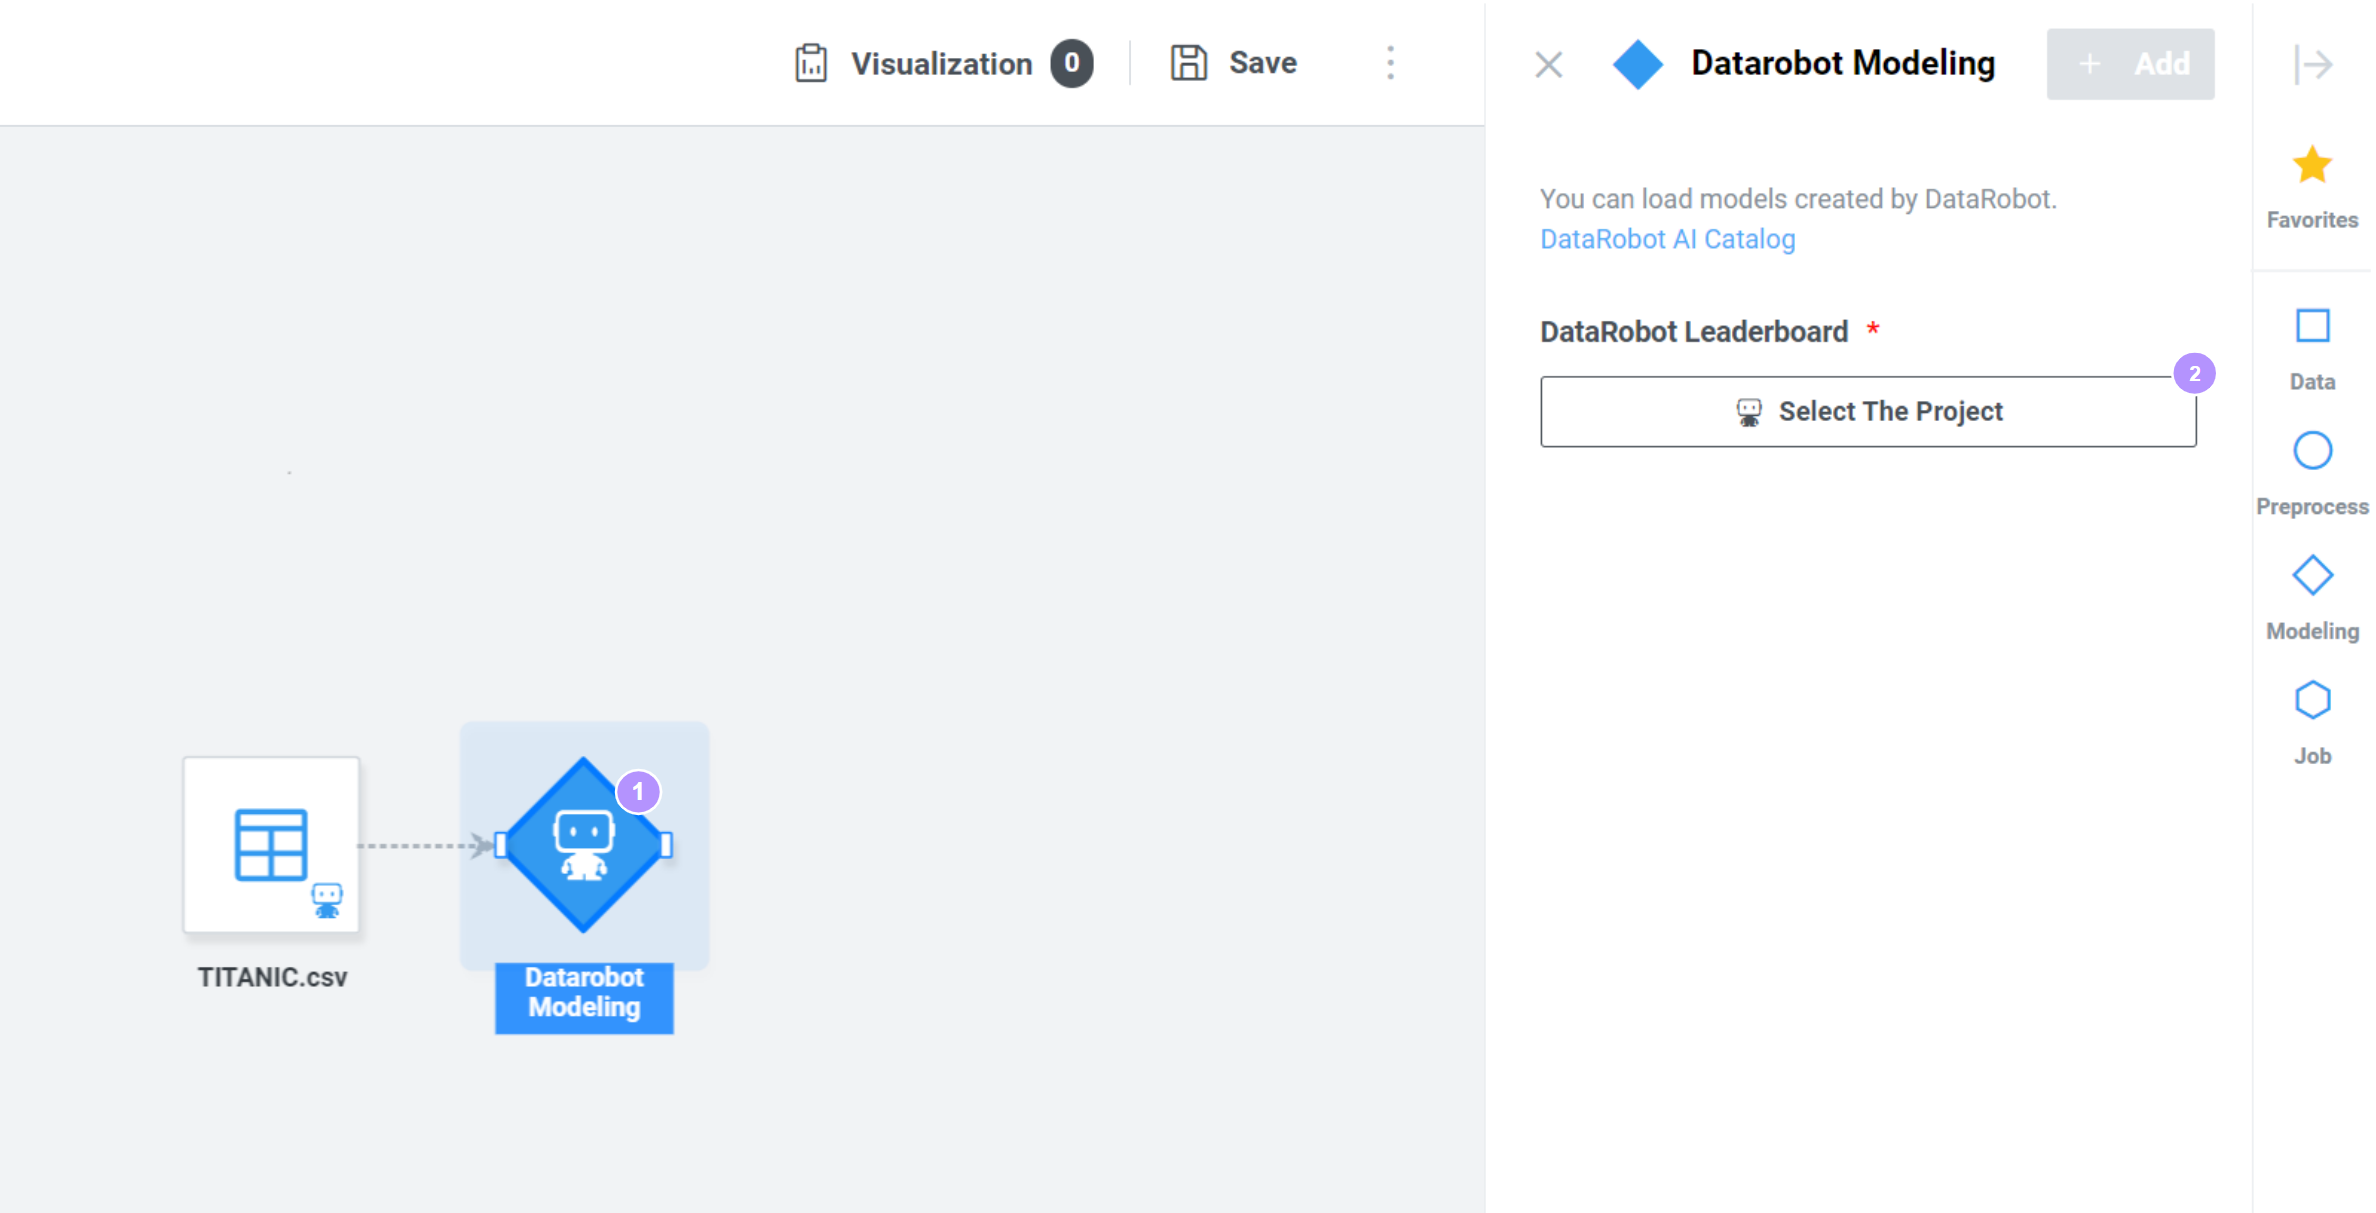 Visualization 0
Save
Datarobot Modeling
+ Add
You can load models created by DataRobot.
DataRobot AI Catalog
DataRobot Leaderboard *
2
Select The Project
Favorites
Data
Preprocess
Modeling
Job
1
TITANIC.csv
Datarobot
Modeling